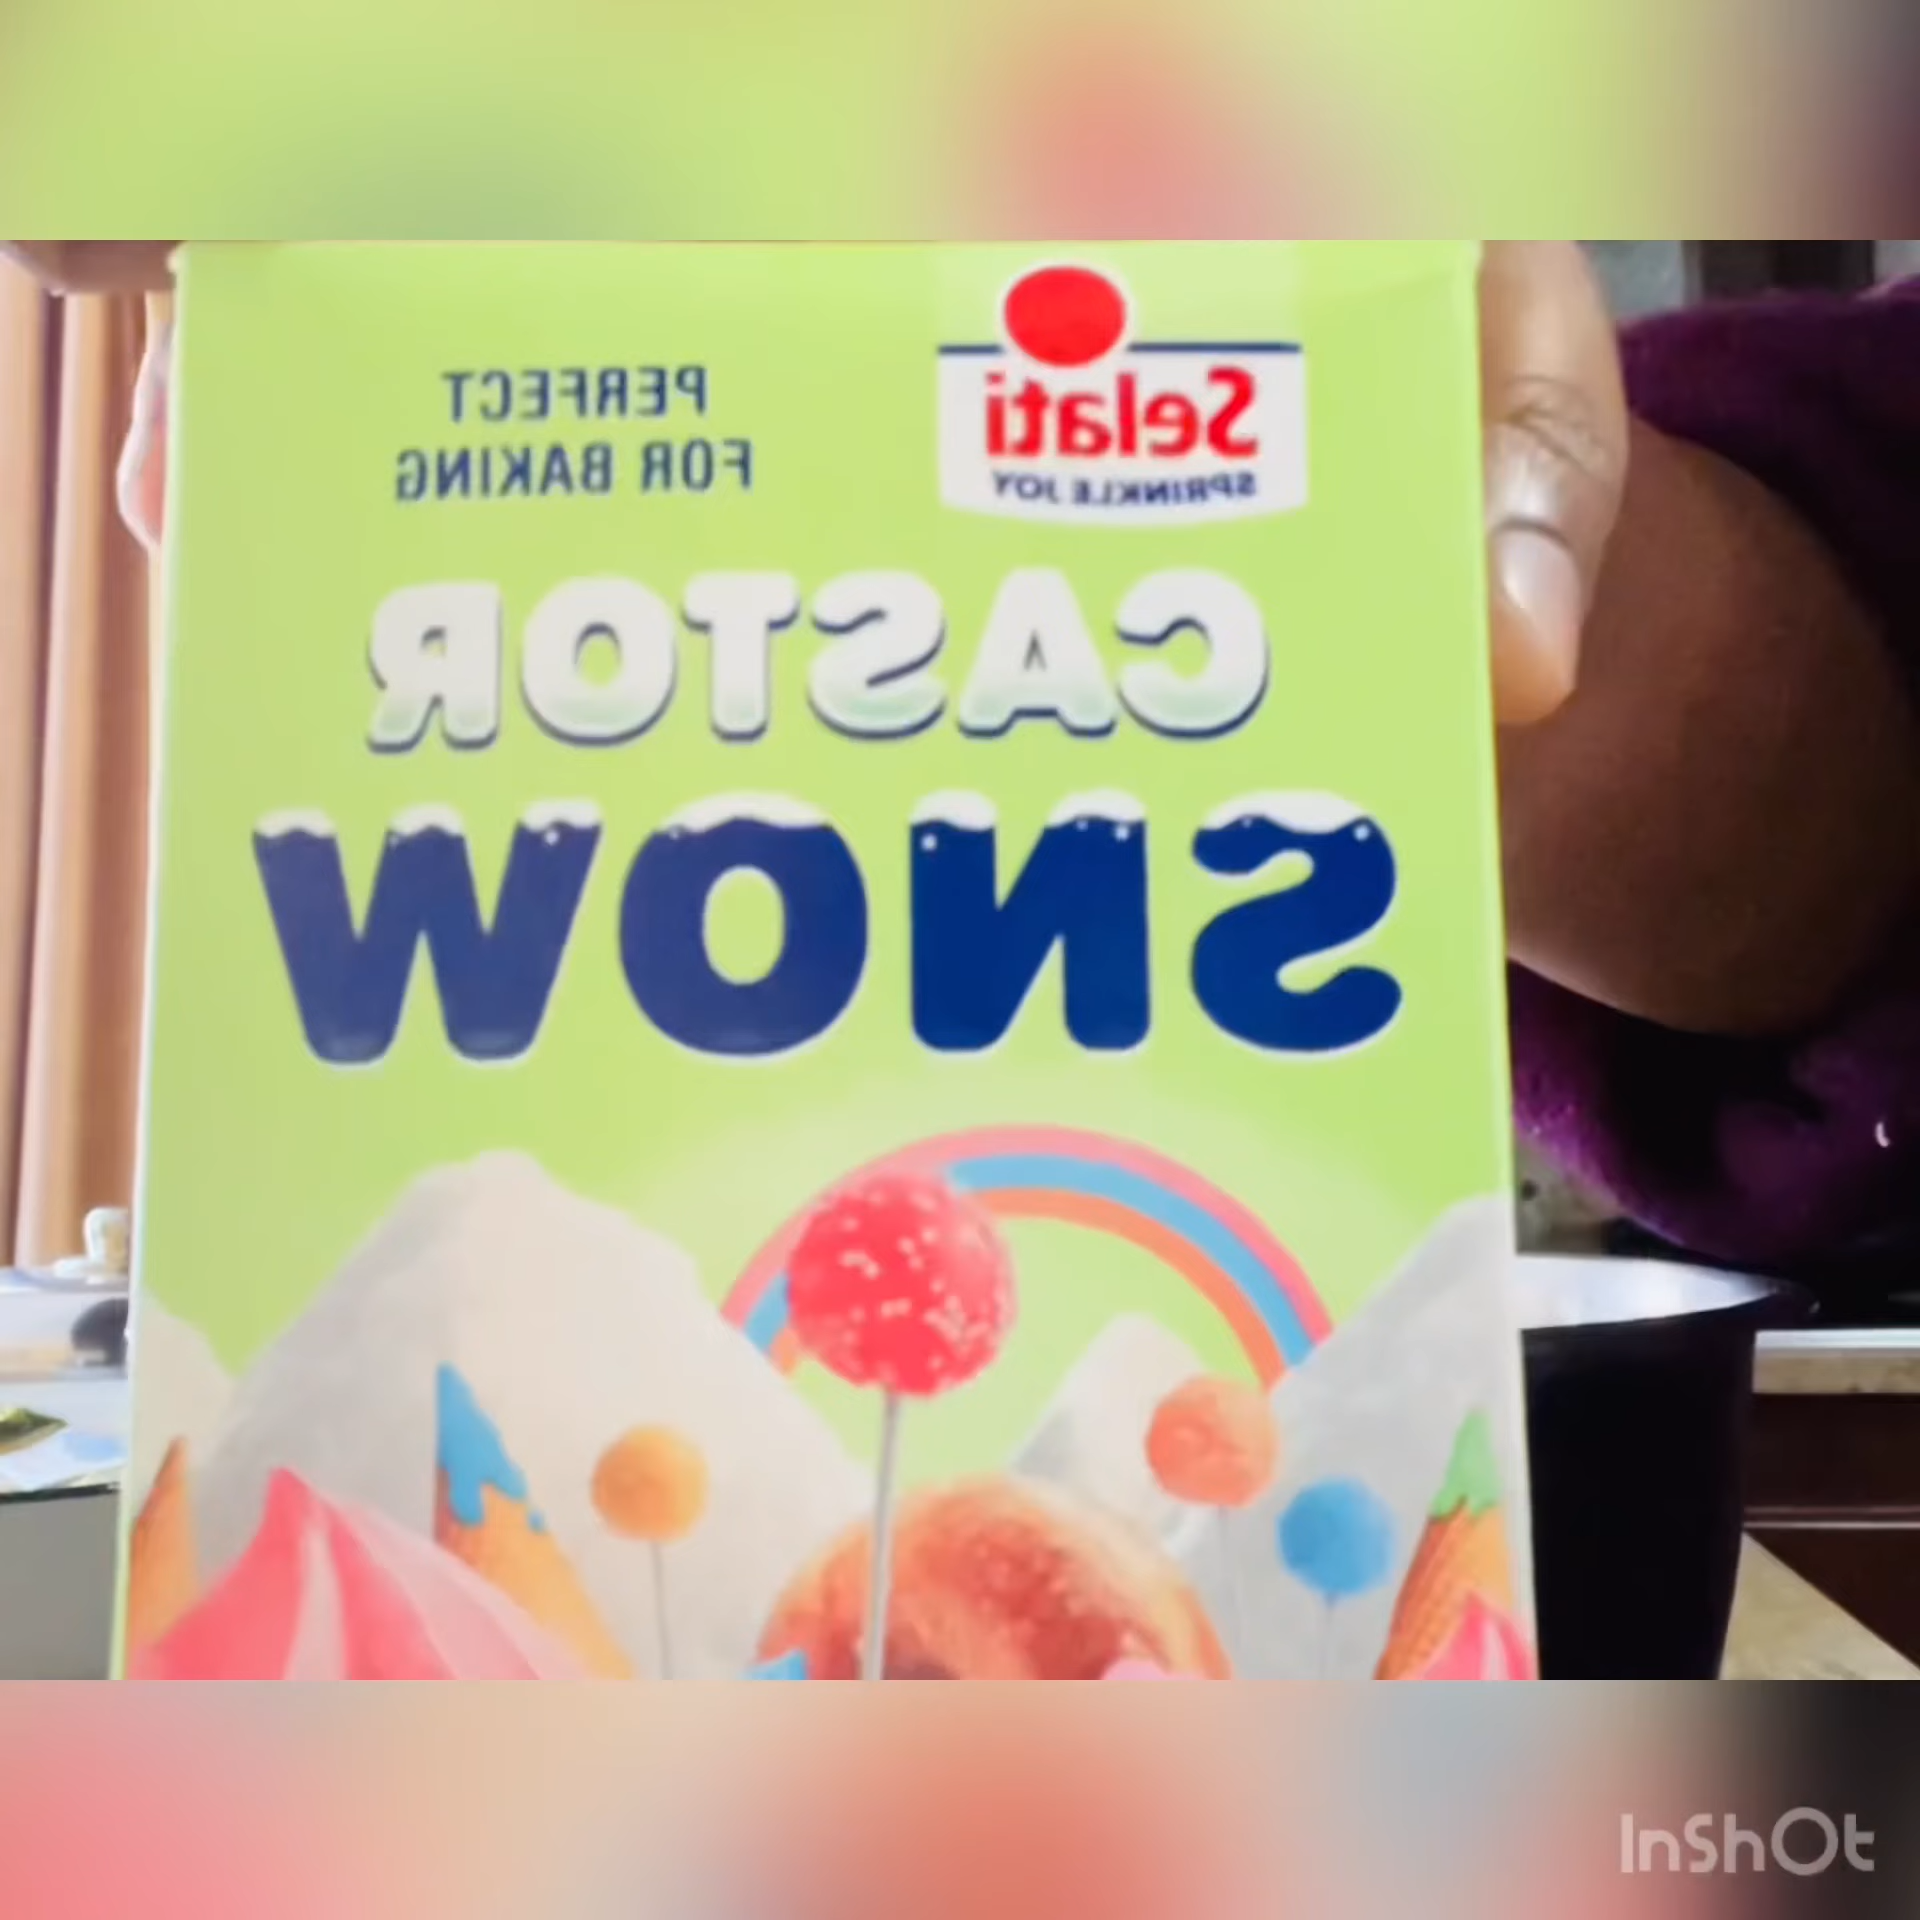 Selati
SPRINKLE JOY
PERFECT
FOR BAKING
CASTOR
SNOW
InShOt